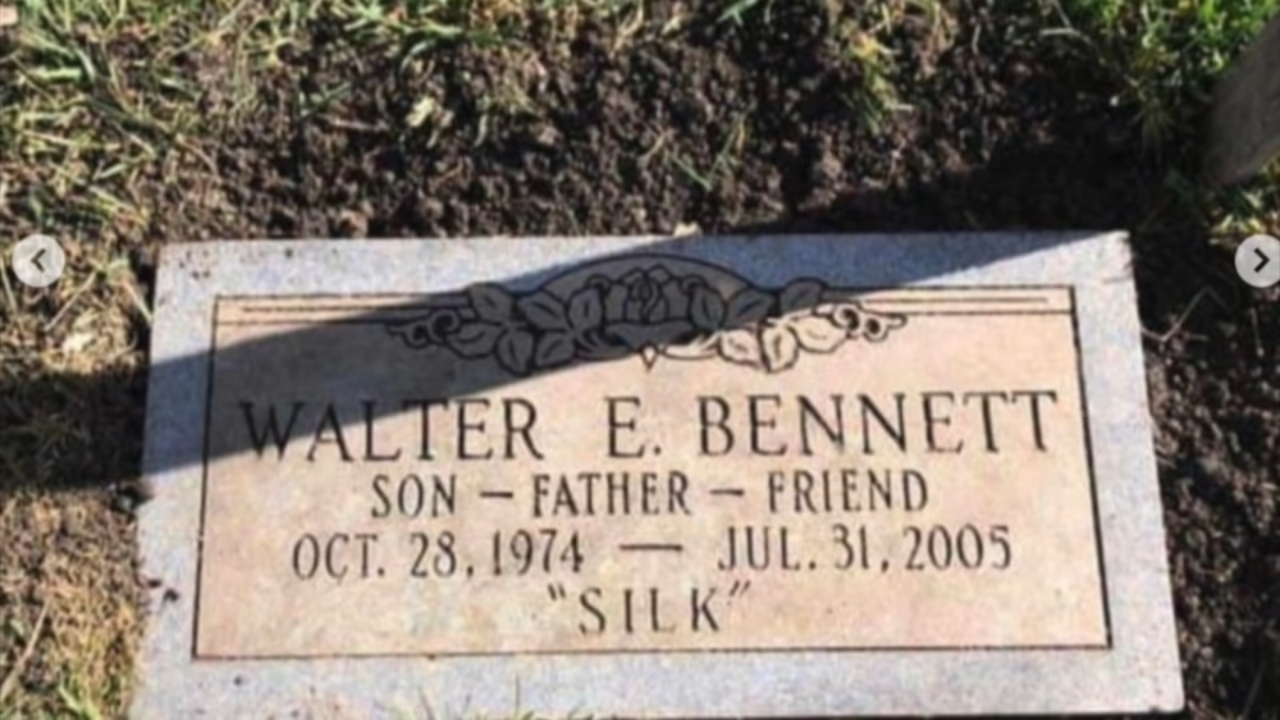 WALTER E. BENNETT
SON – FATHER – FRIEND
OCT. 28, 1974 — JUL. 31, 2005
"SILK"